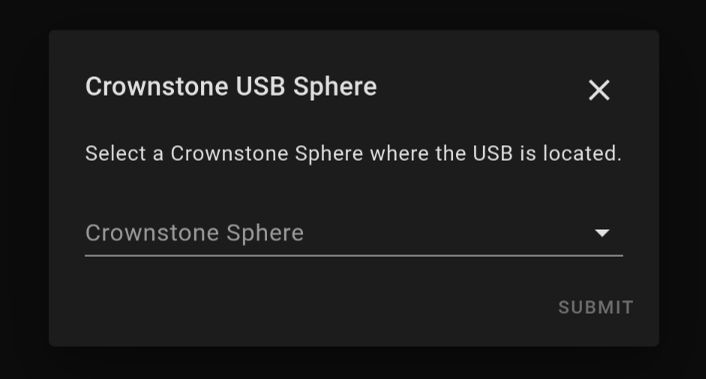 Crownstone USB Sphere
Select a Crownstone Sphere where the USB is located.
Crownstone Sphere
SUBMIT